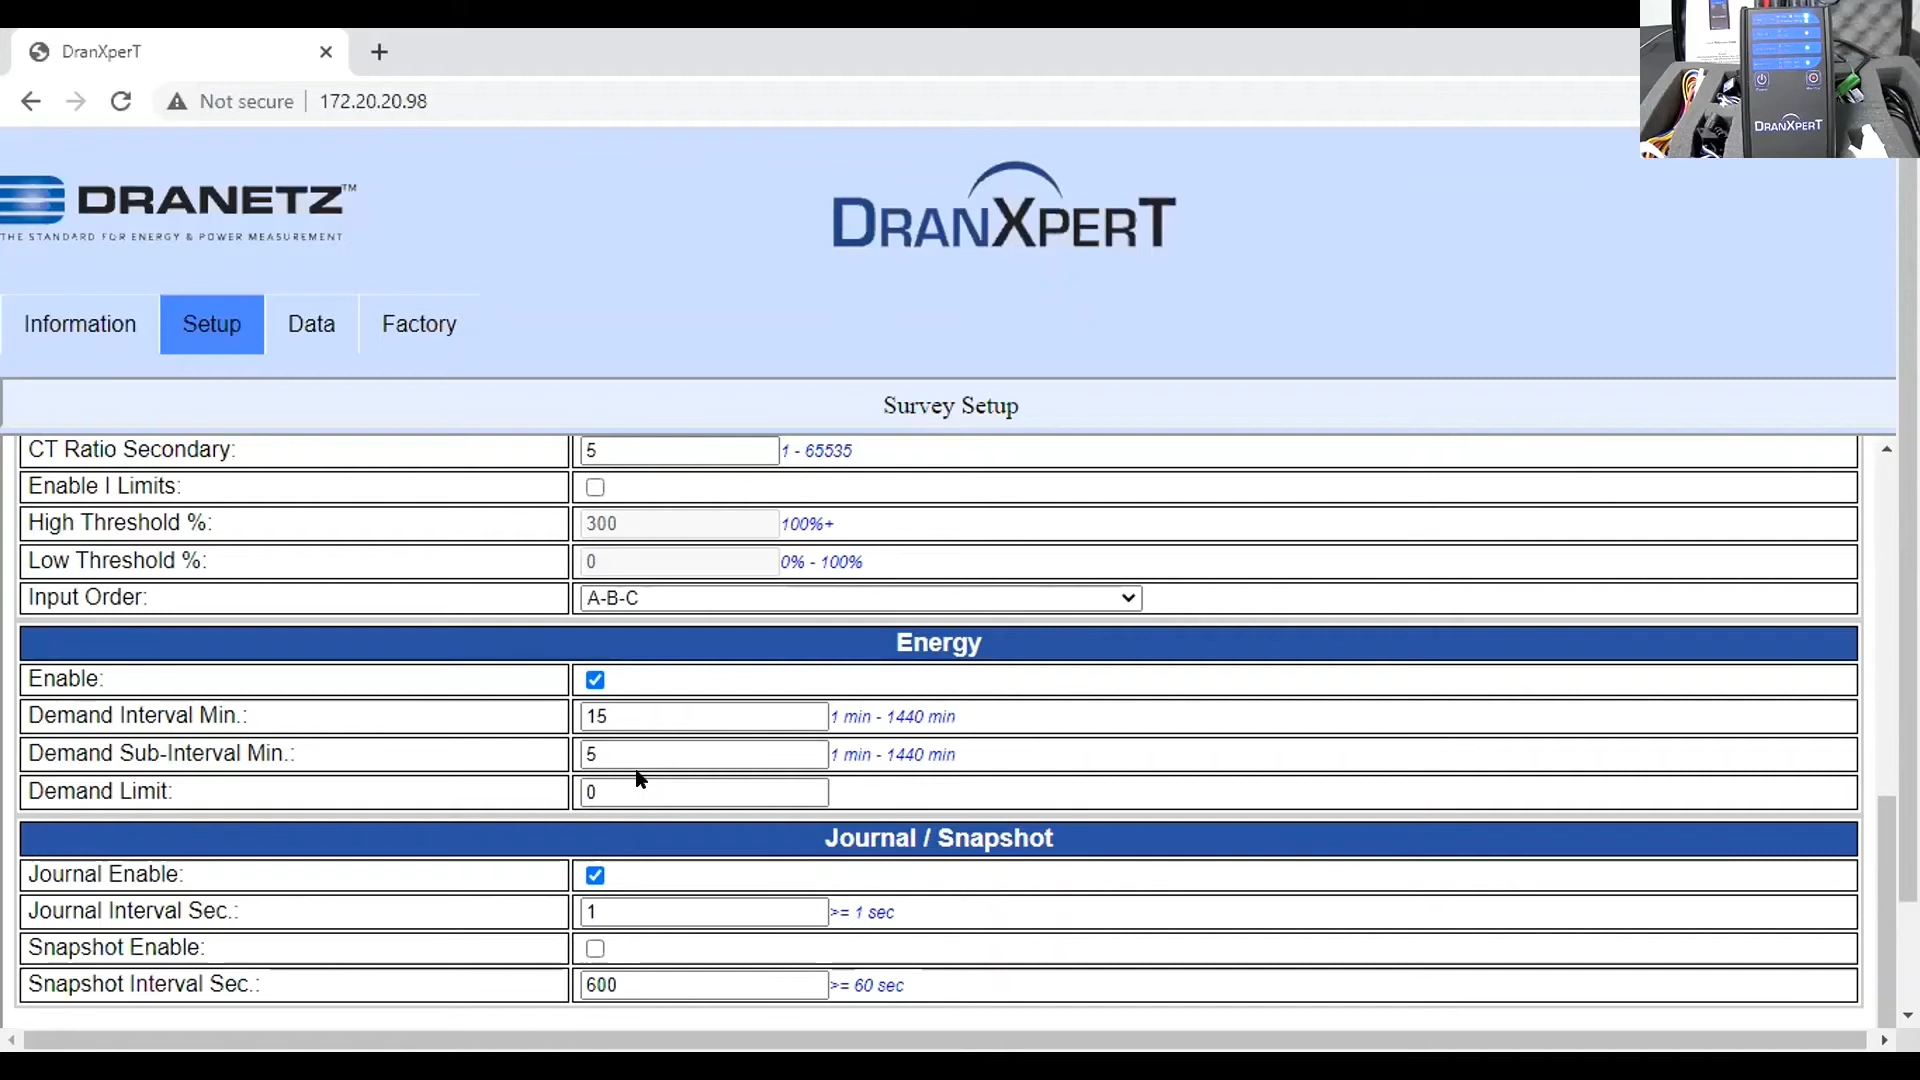 DranXperT
Not secure 172.20.20.98
DRANETZ™
THE STANDARD FOR ENERGY & POWER MEASUREMENT
DRANXPERT
DRANXPERT
Information Setup Data Factory
Survey Setup
CT Ratio Secondary: 5 1 - 65535
Enable I Limits:
High Threshold %: 300 100%+
Low Threshold %: 0 0% - 100%
Input Order: A-B-C
Energy
Enable:
Demand Interval Min.: 15 1 min - 1440 min
Demand Sub-Interval Min.: 5 1 min - 1440 min
Demand Limit: 0
Journal / Snapshot
Journal Enable:
Journal Interval Sec.: 1 >= 1 sec
Snapshot Enable:
Snapshot Interval Sec.: 600 >= 60 sec